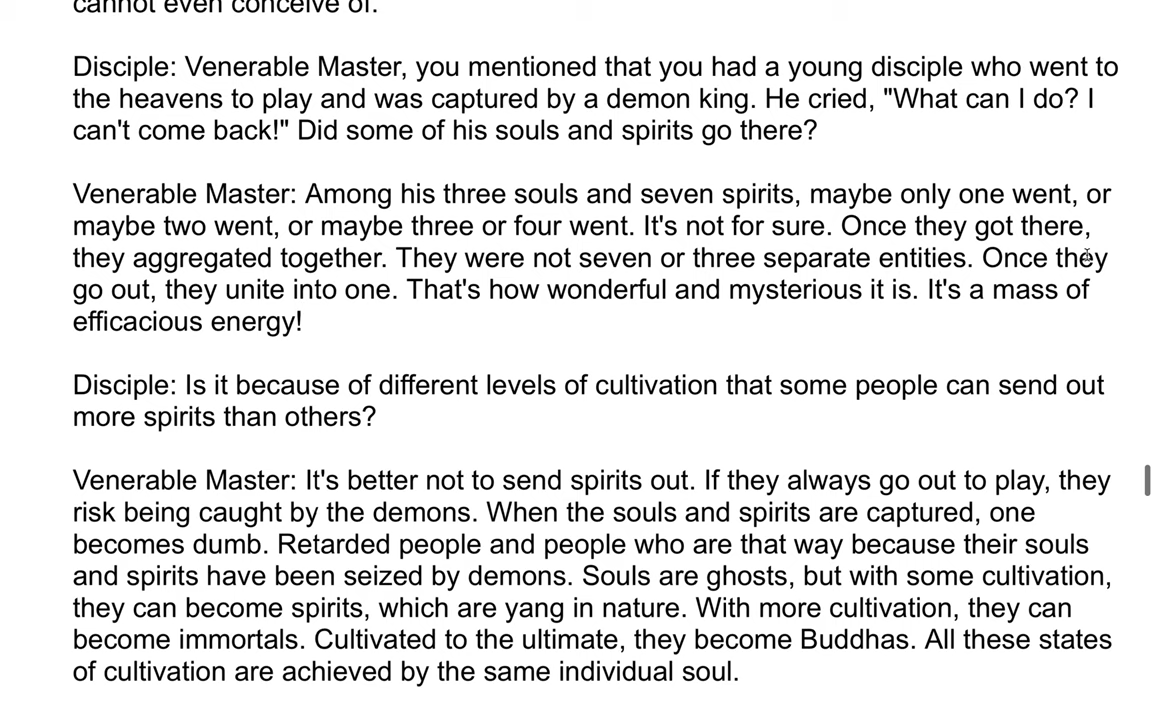 cannot even conceive of.
Disciple: Venerable Master, you mentioned that you had a young disciple who went to
the heavens to play and was captured by a demon king. He cried, "What can I do? I
can't come back!" Did some of his souls and spirits go there?
Venerable Master: Among his three souls and seven spirits, maybe only one went, or
maybe two went, or maybe three or four went. It's not for sure. Once they got there,
they aggregated together. They were not seven or three separate entities. Once they
go out, they unite into one. That's how wonderful and mysterious it is. It's a mass of
efficacious energy!
Disciple: Is it because of different levels of cultivation that some people can send out
more spirits than others?
Venerable Master: It's better not to send spirits out. If they always go out to play, they
risk being caught by the demons. When the souls and spirits are captured, one
becomes dumb. Retarded people and people who are that way because their souls
and spirits have been seized by demons. Souls are ghosts, but with some cultivation,
they can become spirits, which are yang in nature. With more cultivation, they can
become immortals. Cultivated to the ultimate, they become Buddhas. All these states
of cultivation are achieved by the same individual soul.